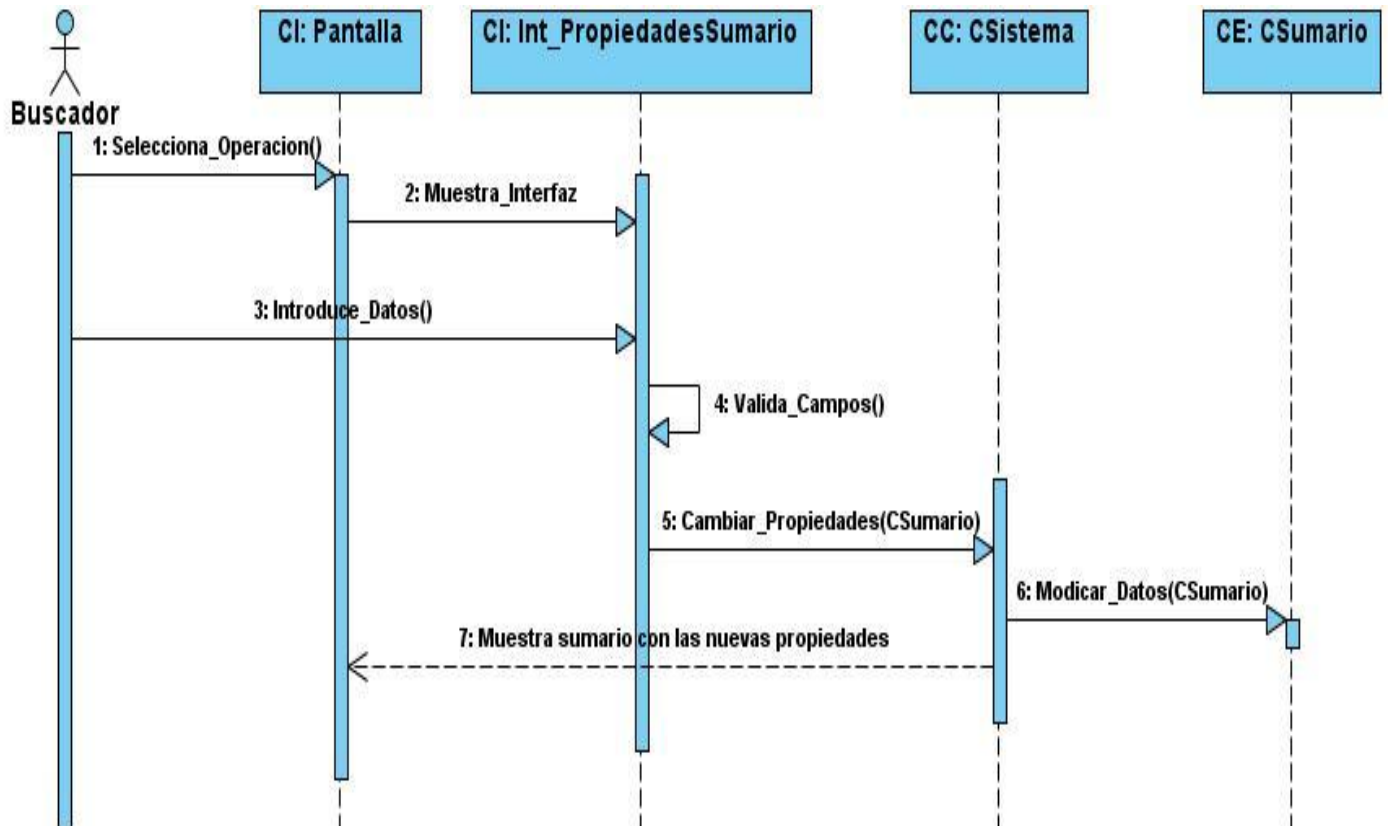 CI: Pantalla
CI: Int_PropiedadesSumario
CC: CSistema
CE: CSumario
Buscador
1: Selecciona_Operacion()
2: Muestra_Interfaz
3: Introduce_Datos()
4: Valida_Campos()
5: Cambiar_Propiedades(CSumario)
6: Modicar_Datos(CSumario)
7: Muestra sumario con las nuevas propiedades